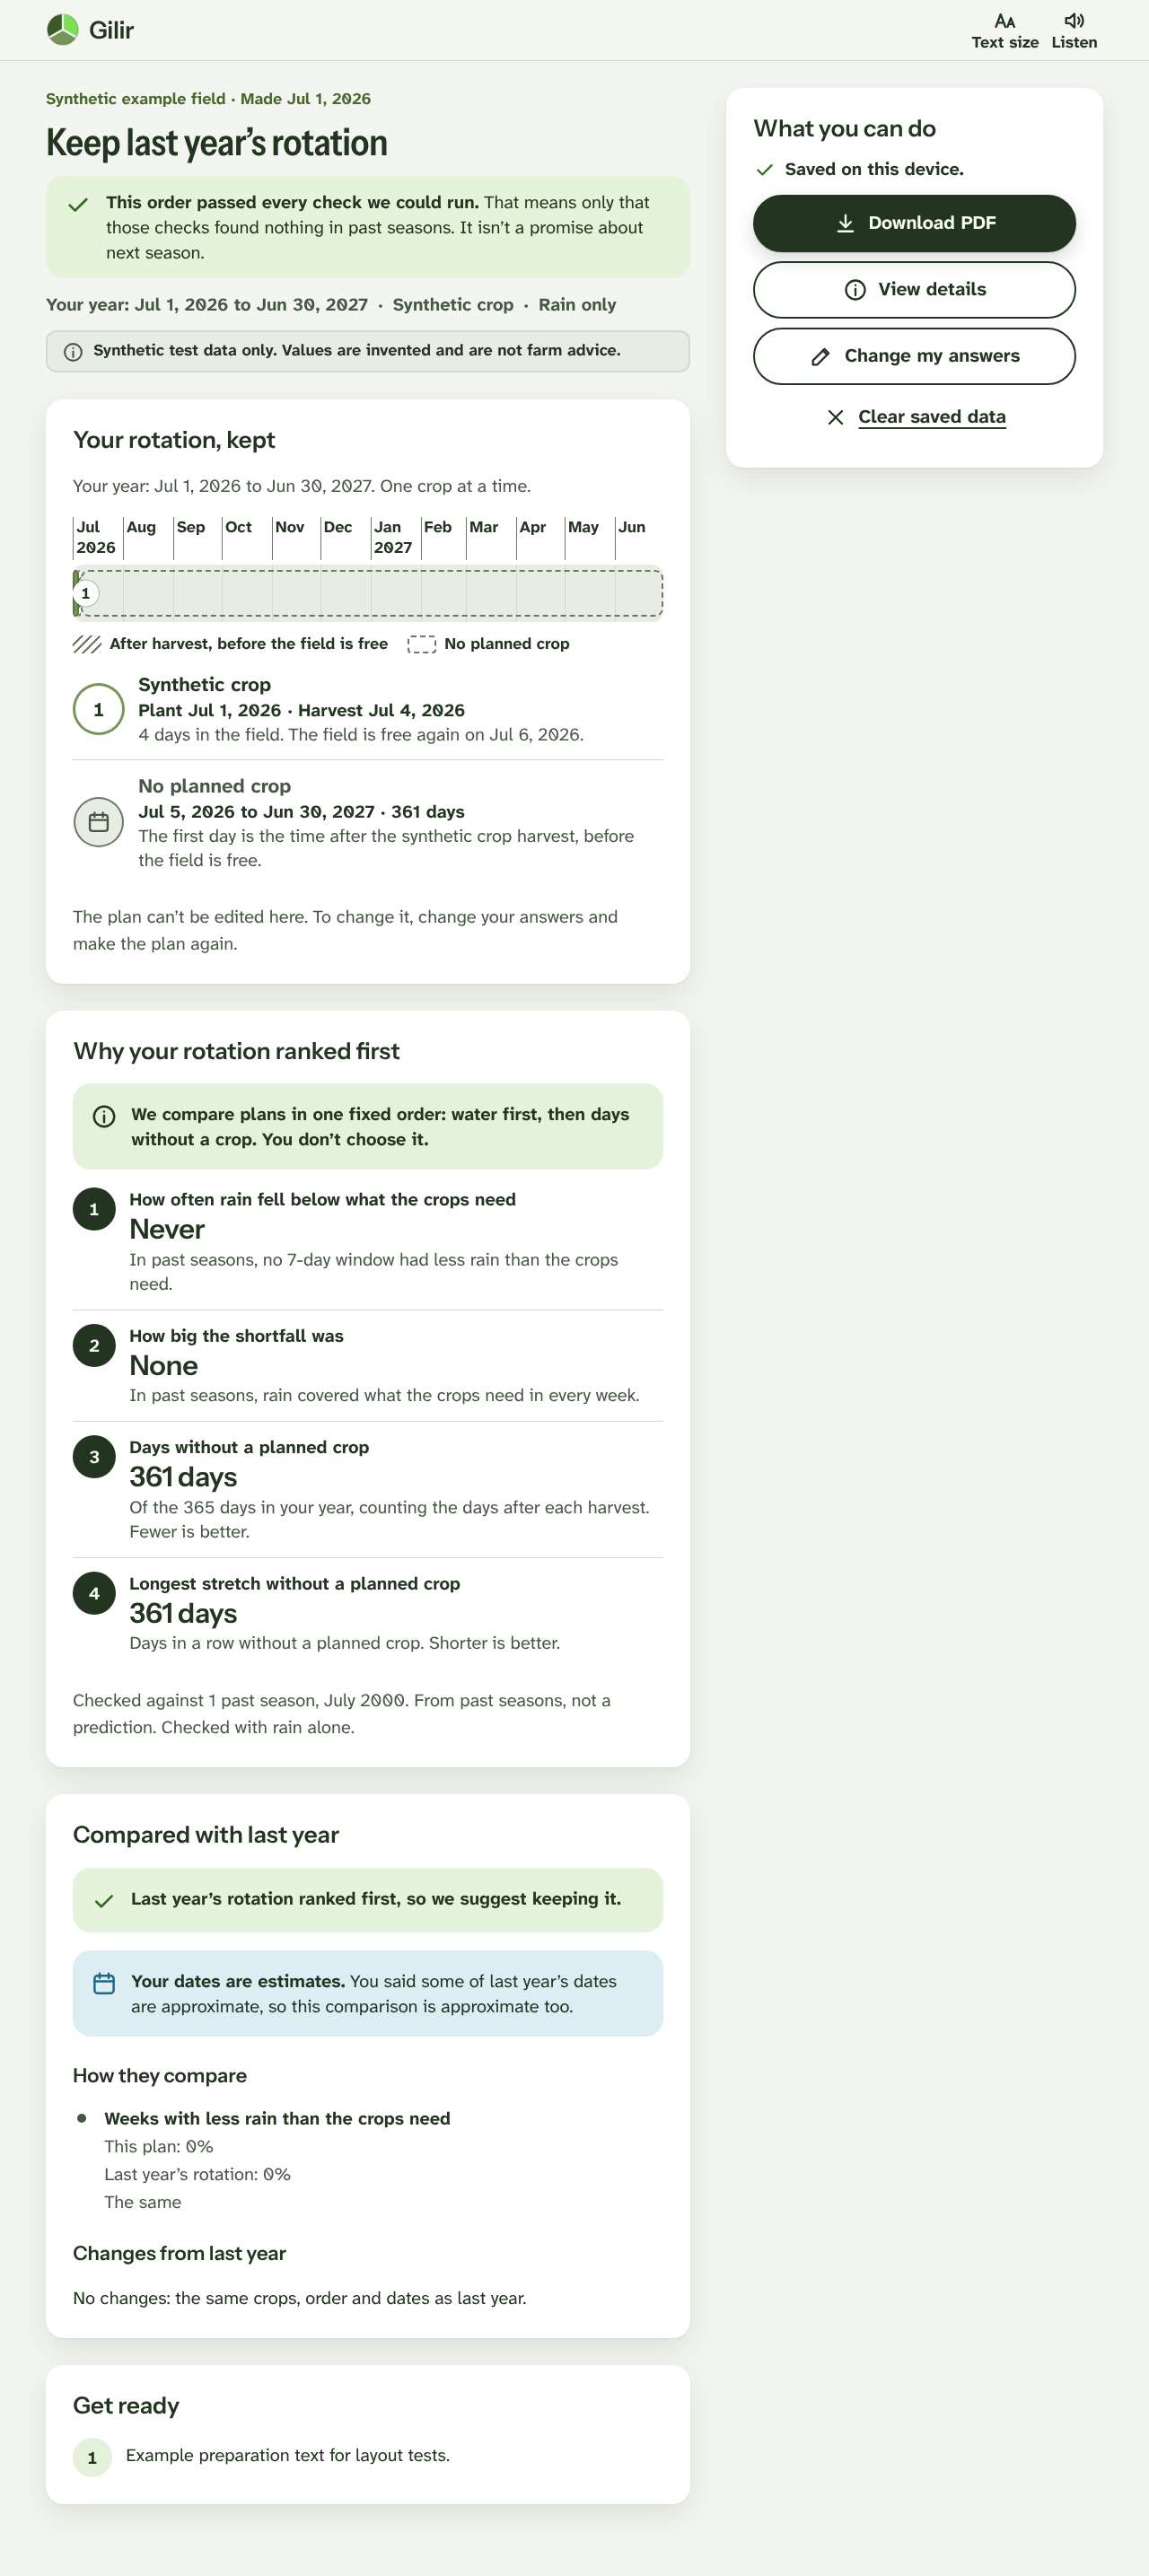 Gilir
Text size
Listen
Synthetic example field · Made Jul 1, 2026
Keep last year’s rotation
This order passed every check we could run. That means only that
those checks found nothing in past seasons. It isn’t a promise about
next season.
Your year: Jul 1, 2026 to Jun 30, 2027 · Synthetic crop · Rain only
Synthetic test data only. Values are invented and are not farm advice.
What you can do
Saved on this device.
Download PDF
View details
Change my answers
Clear saved data
Your rotation, kept
Your year: Jul 1, 2026 to Jun 30, 2027. One crop at a time.
Jul Aug Sep Oct Nov Dec Jan Feb Mar Apr May Jun
2026 2027
1
After harvest, before the field is free No planned crop
1
Synthetic crop
Plant Jul 1, 2026 · Harvest Jul 4, 2026
4 days in the field. The field is free again on Jul 6, 2026.
No planned crop
Jul 5, 2026 to Jun 30, 2027 · 361 days
The first day is the time after the synthetic crop harvest, before
the field is free.
The plan can’t be edited here. To change it, change your answers and
make the plan again.
Why your rotation ranked first
We compare plans in one fixed order: water first, then days
without a crop. You don’t choose it.
1
How often rain fell below what the crops need
Never
In past seasons, no 7-day window had less rain than the crops
need.
2
How big the shortfall was
None
In past seasons, rain covered what the crops need in every week.
3
Days without a planned crop
361 days
Of the 365 days in your year, counting the days after each harvest.
Fewer is better.
4
Longest stretch without a planned crop
361 days
Days in a row without a planned crop. Shorter is better.
Checked against 1 past season, July 2000. From past seasons, not a
prediction. Checked with rain alone.
Compared with last year
Last year’s rotation ranked first, so we suggest keeping it.
Your dates are estimates. You said some of last year’s dates
are approximate, so this comparison is approximate too.
How they compare
Weeks with less rain than the crops need
This plan: 0%
Last year’s rotation: 0%
The same
Changes from last year
No changes: the same crops, order and dates as last year.
Get ready
1
Example preparation text for layout tests.